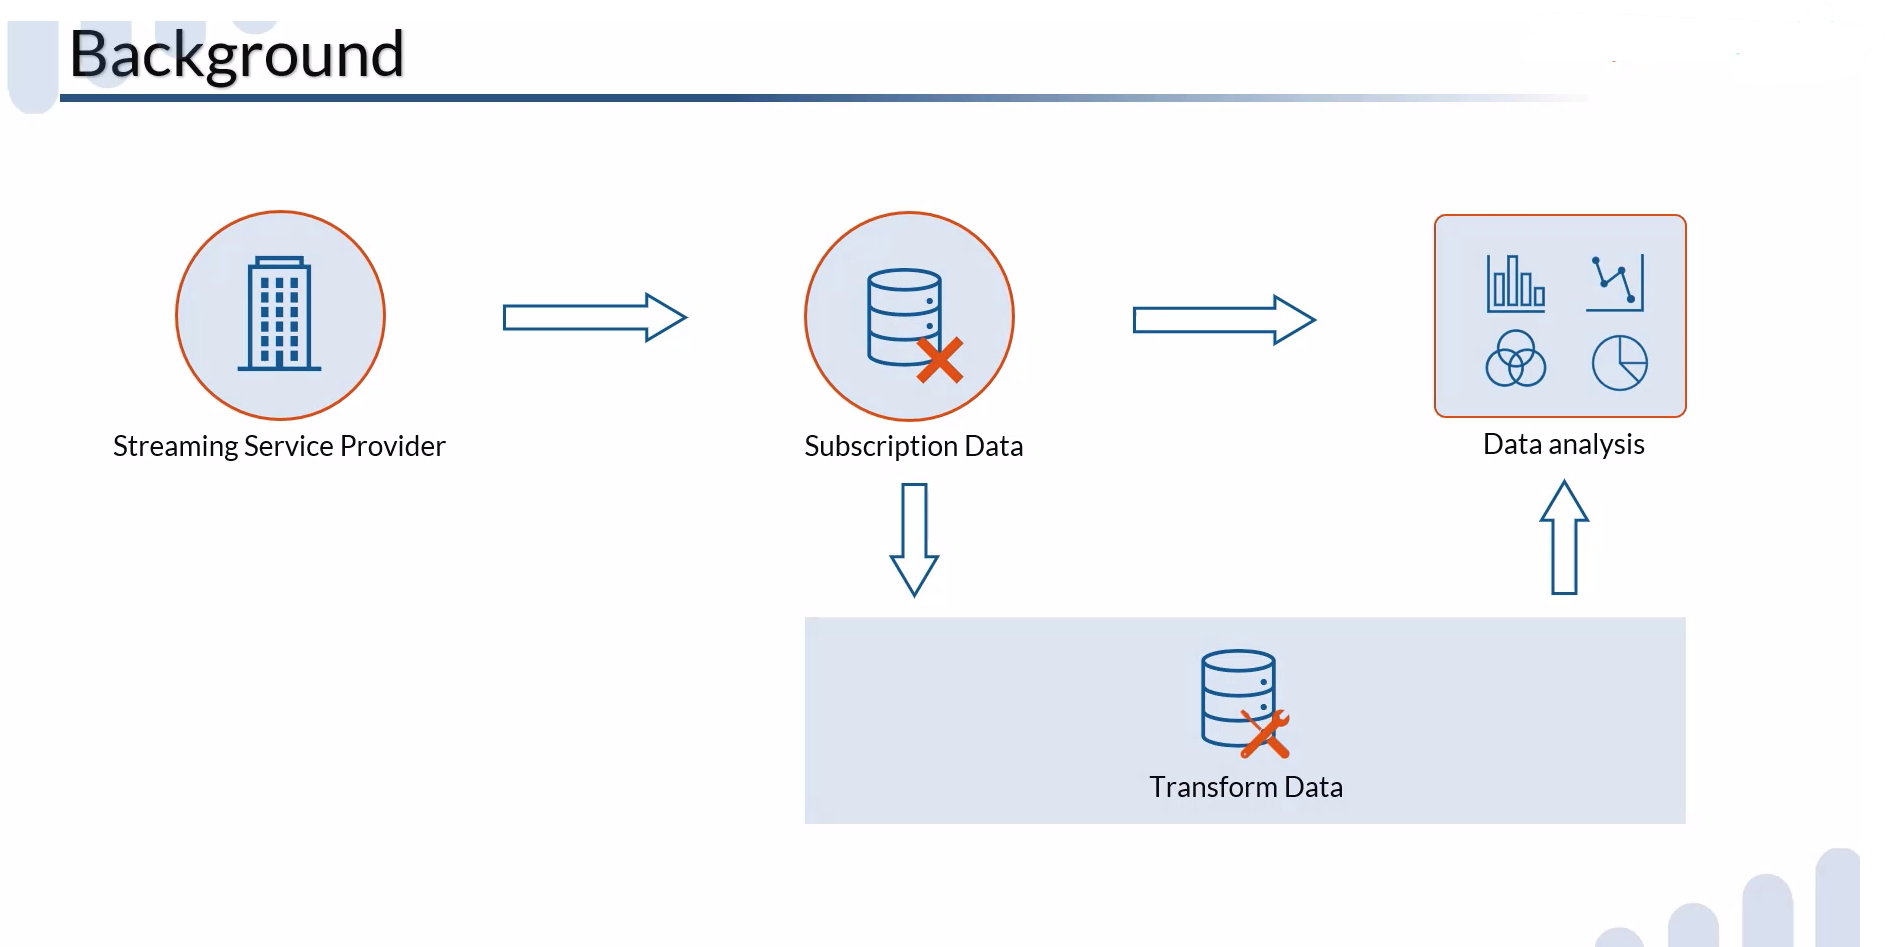 Background
Streaming Service Provider
Subscription Data
Data analysis
Transform Data